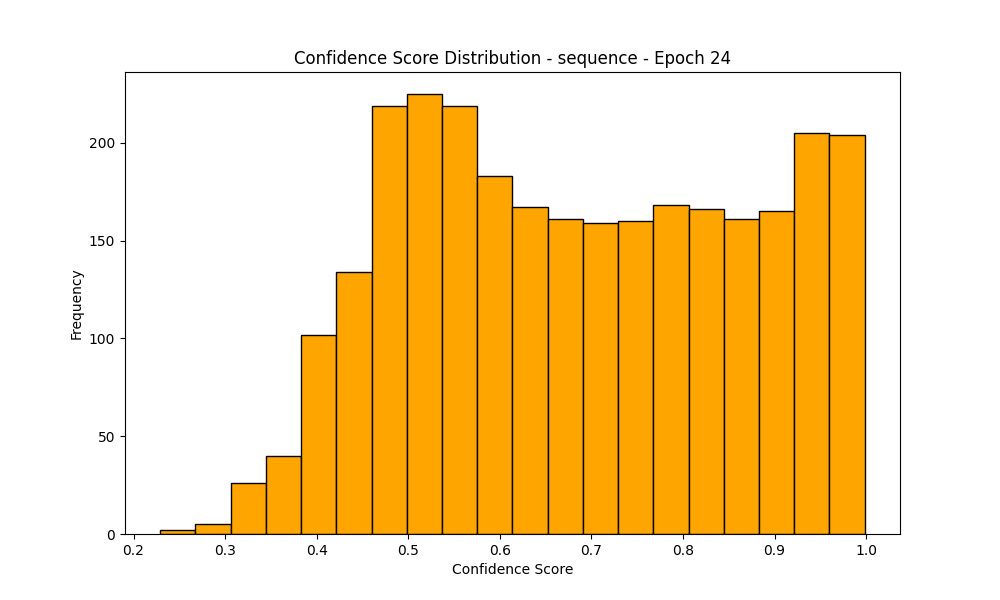 Confidence Score Distribution - sequence - Epoch 24
Frequency
200
150
100
50
0
0.2 0.3 0.4 0.5 0.6 0.7 0.8 0.9 1.0
Confidence Score